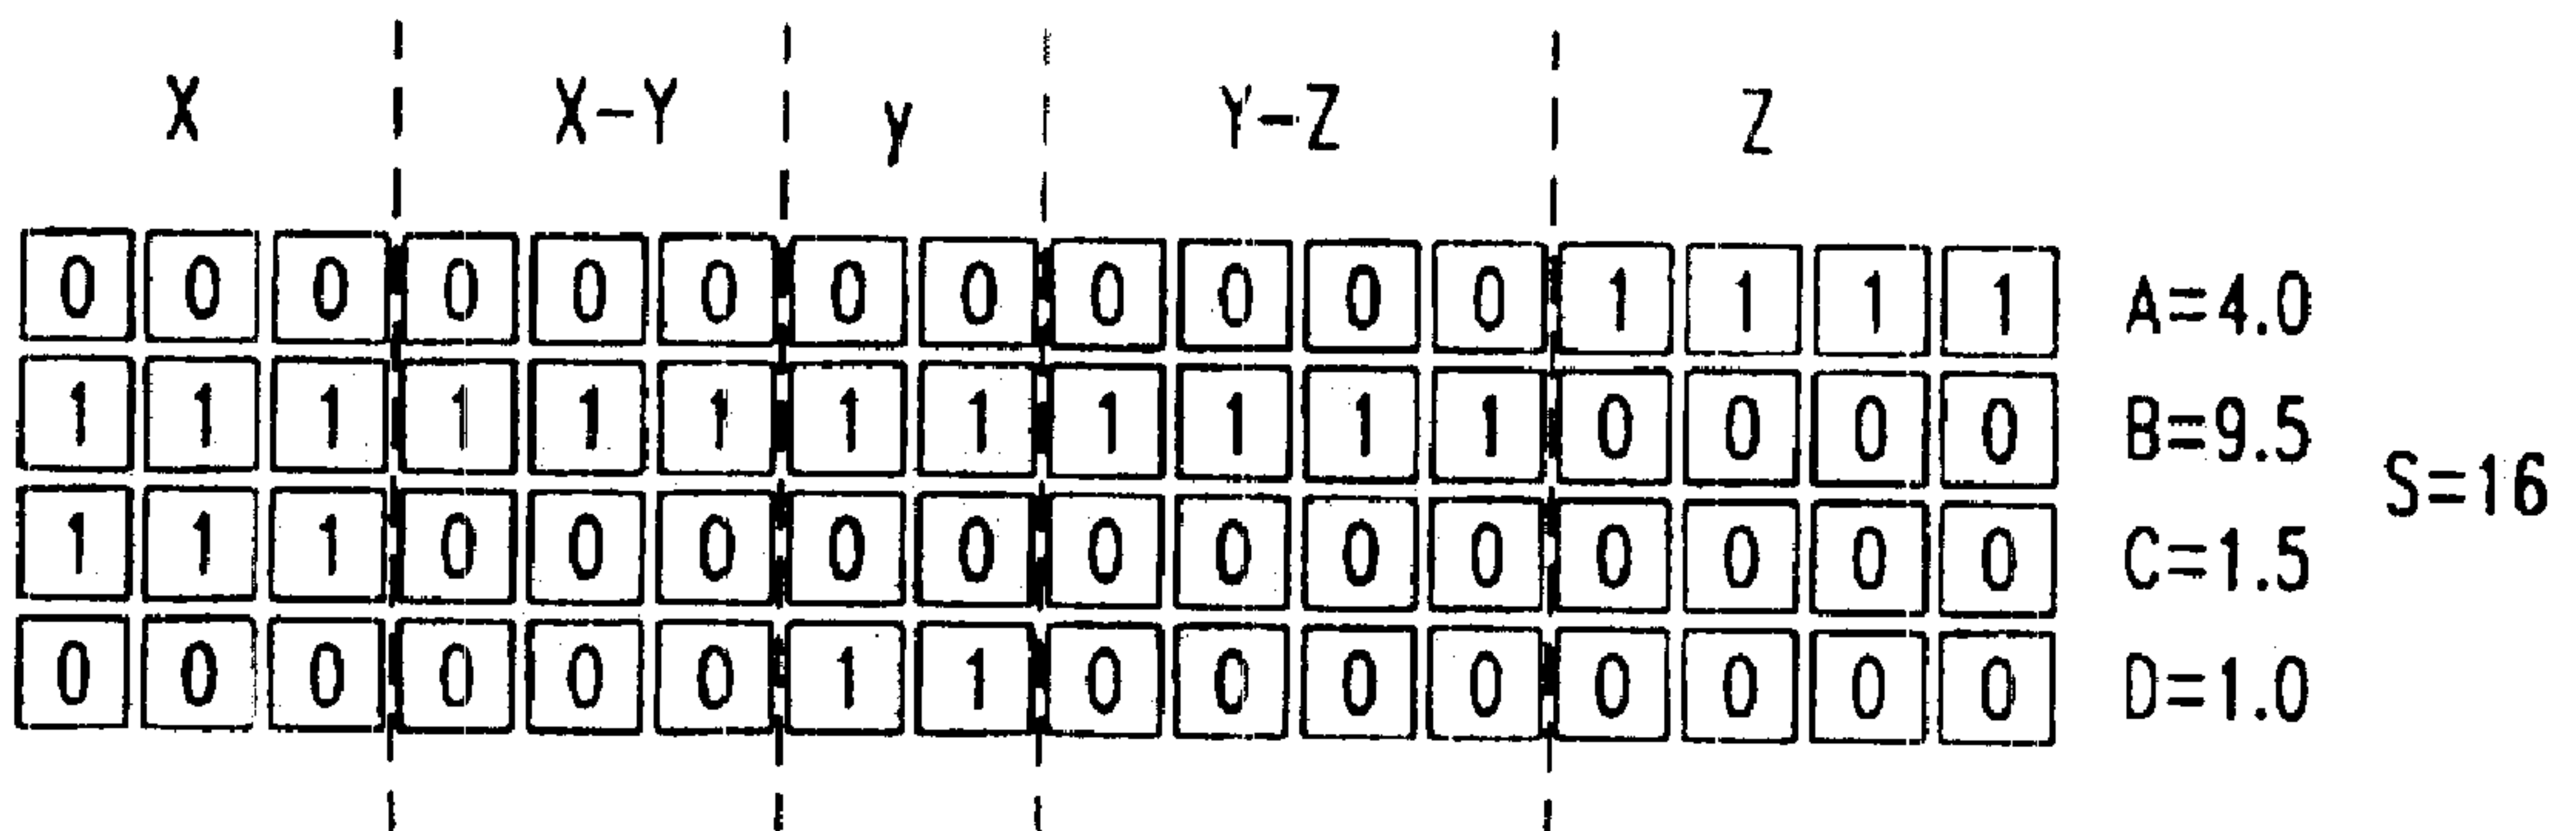 X X-Y y Y-Z Z
0 0 0 0 0 0 0 0 0 0 0 0 1 1 1 1 A=4.0
1 1 1 1 1 1 1 1 1 1 1 1 0 0 0 0 B=9.5
S=16
1 1 1 0 0 0 0 0 0 0 0 0 0 0 0 0 C=1.5
0 0 0 0 0 0 1 1 0 0 0 0 0 0 0 0 D=1.0